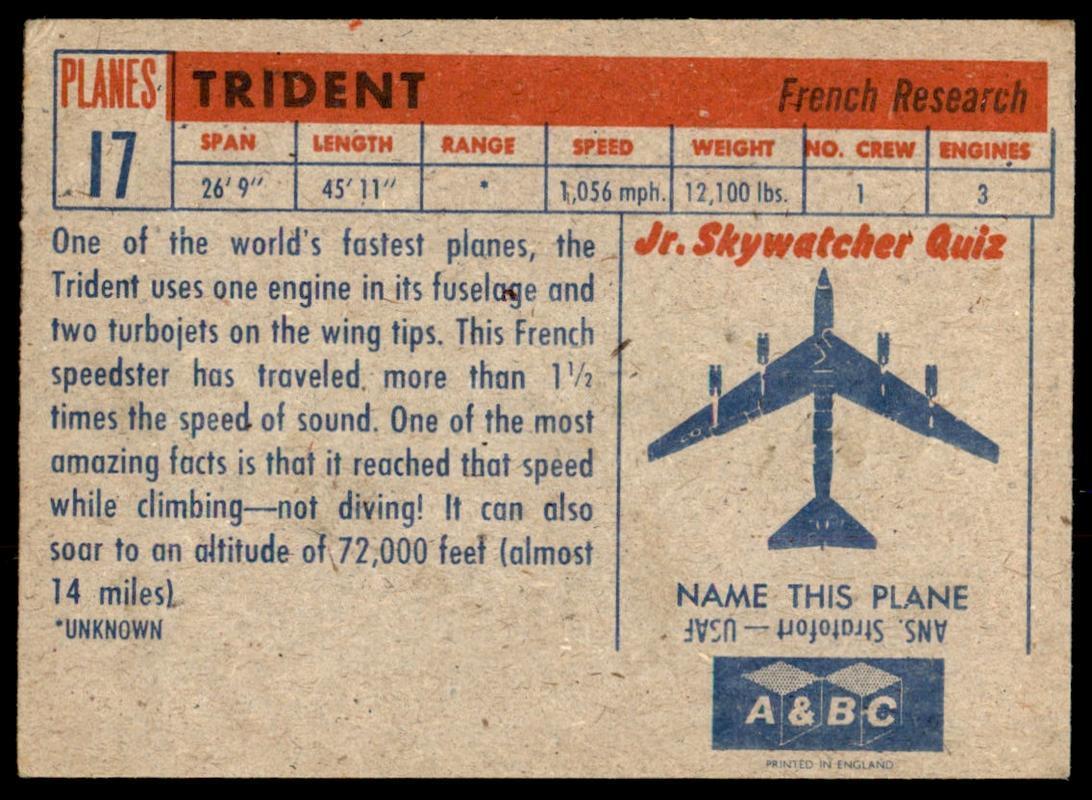 PLANES
17
TRIDENT
French Research
SPAN LENGTH RANGE SPEED WEIGHT NO. CREW ENGINES
26' 9" 45' 11" * 1,056 mph. 12,100 lbs. 1 3
One of the world's fastest planes, the
Trident uses one engine in its fuselage and
two turbojets on the wing tips. This French
speedster has traveled more than 1 1/2
times the speed of sound. One of the most
amazing facts is that it reached that speed
while climbing—not diving! It can also
soar to an altitude of 72,000 feet (almost
14 miles)
*UNKNOWN
Jr. Skywatcher Quiz
NAME THIS PLANE
ANS. Stratofort — USAF
A&BC
PRINTED IN ENGLAND